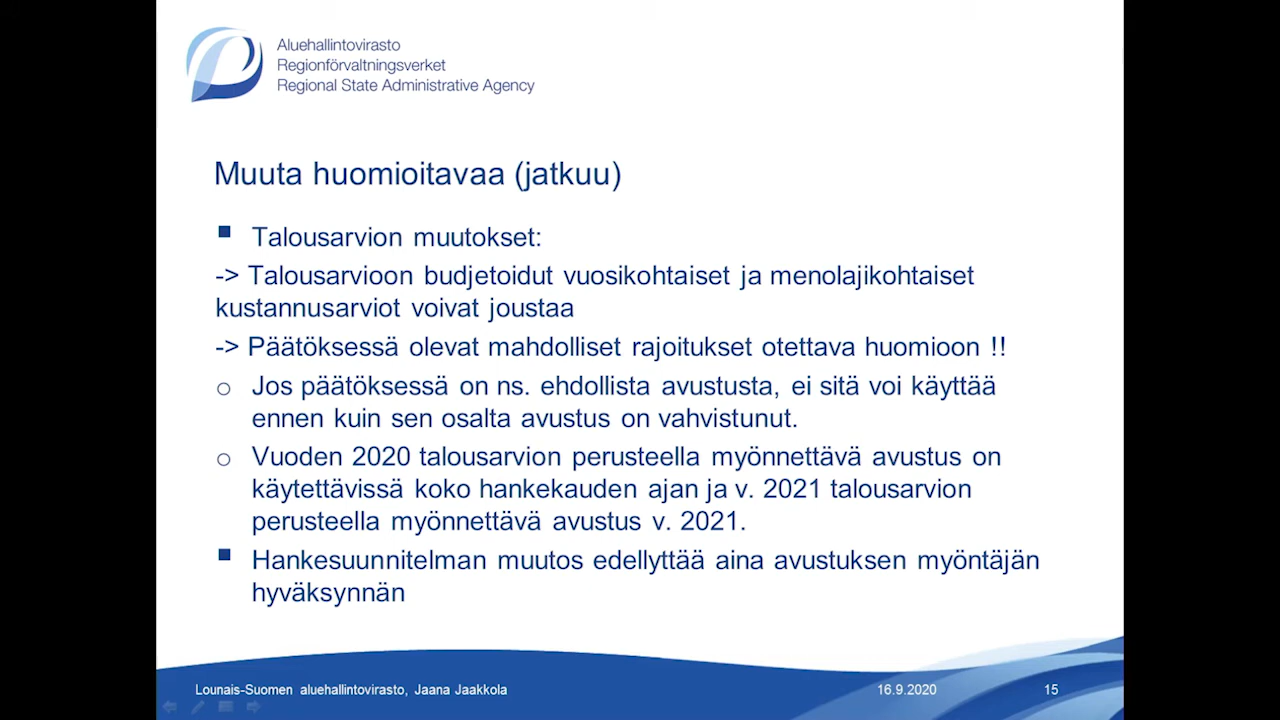 Aluehallintovirasto
Regionförvaltningsverket
Regional State Administrative Agency
Muuta huomioitavaa (jatkuu)
▪ Talousarvion muutokset:
-> Talousarvioon budjetoidut vuosikohtaiset ja menolajikohtaiset
kustannusarviot voivat joustaa
-> Päätöksessä olevat mahdolliset rajoitukset otettava huomioon !!
o Jos päätöksessä on ns. ehdollista avustusta, ei sitä voi käyttää
ennen kuin sen osalta avustus on vahvistunut.
o Vuoden 2020 talousarvion perusteella myönnettävä avustus on
käytettävissä koko hankekauden ajan ja v. 2021 talousarvion
perusteella myönnettävä avustus v. 2021.
▪ Hankesuunnitelman muutos edellyttää aina avustuksen myöntäjän
hyväksynnän
Lounais-Suomen aluehallintovirasto, Jaana Jaakkola 16.9.2020 15